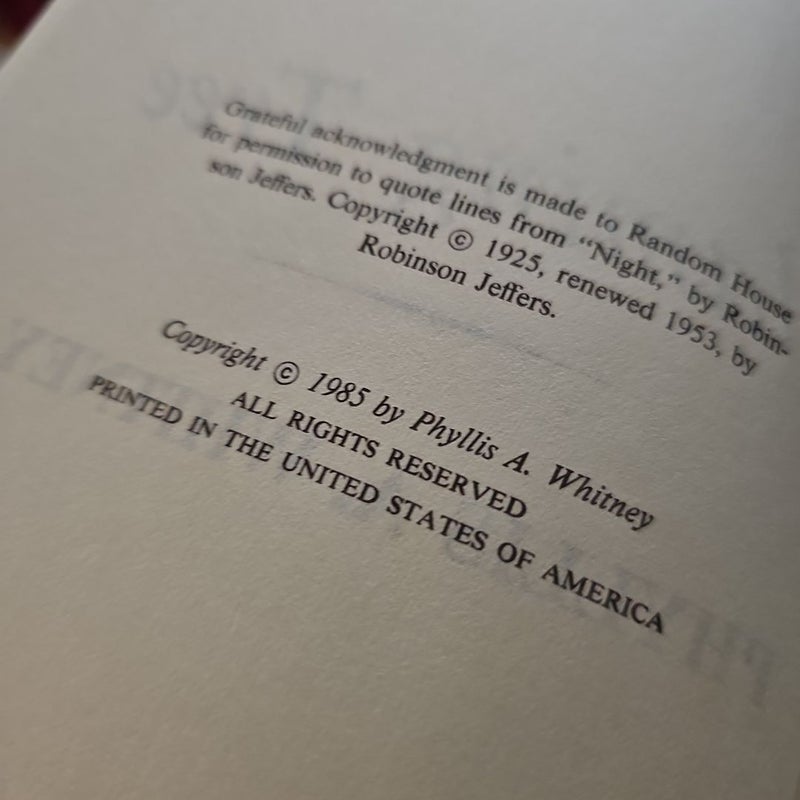 Grateful acknowledgment is made to Random House
for permission to quote lines from “Night,” by Robin-
son Jeffers. Copyright © 1925, renewed 1953, by
Robinson Jeffers.
Copyright © 1985 by Phyllis A. Whitney
ALL RIGHTS RESERVED
PRINTED IN THE UNITED STATES OF AMERICA